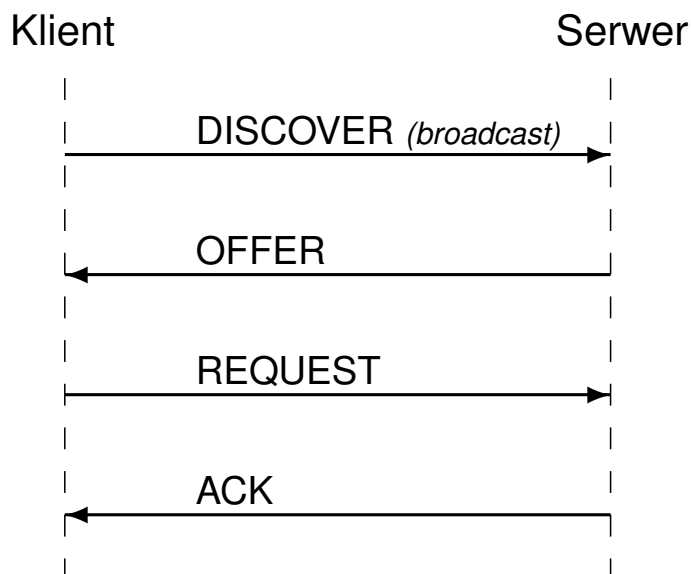 Klient Serwer
DISCOVER (broadcast)
OFFER
REQUEST
ACK